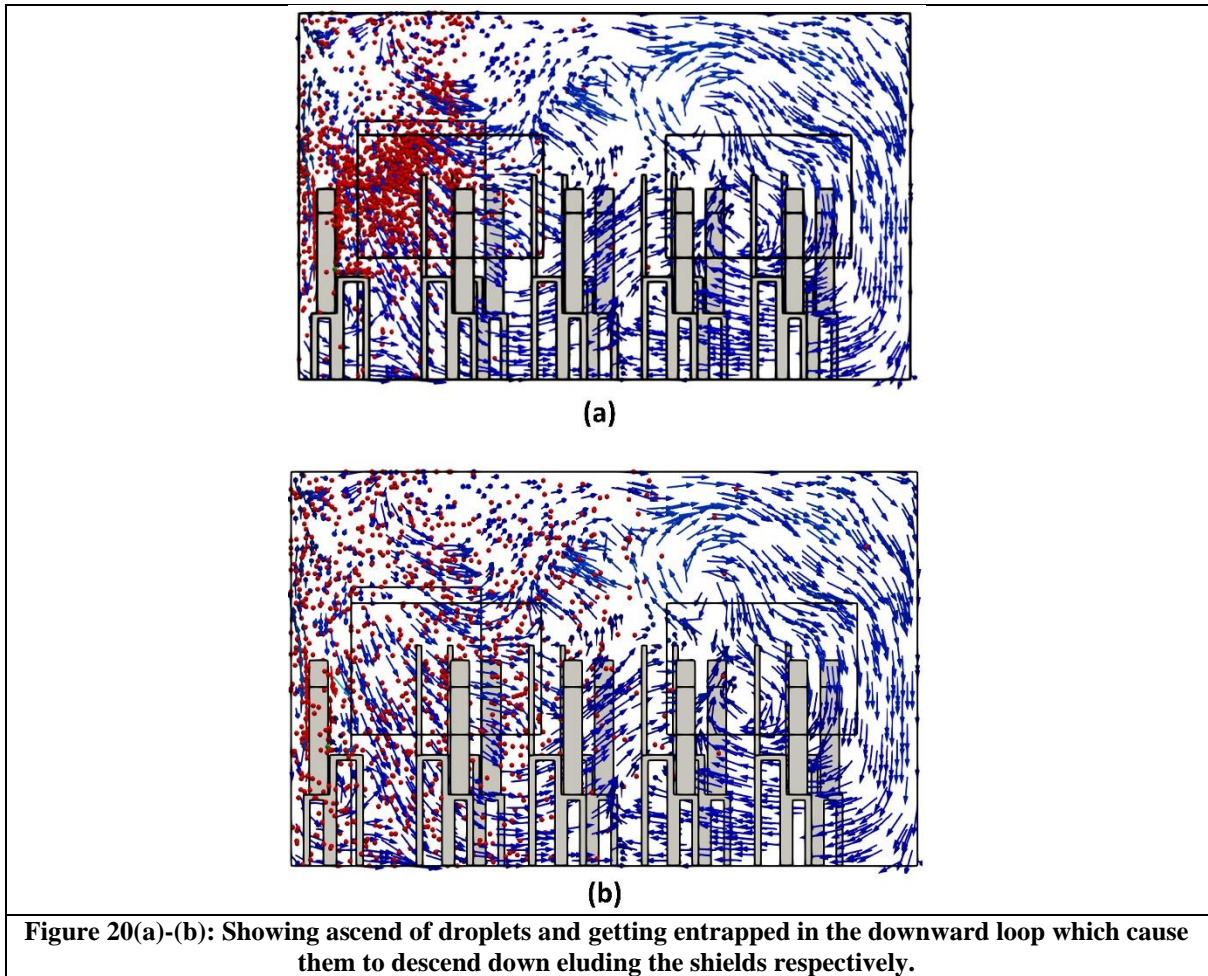 (a)
(b)
Figure 20(a)-(b): Showing ascend of droplets and getting entrapped in the downward loop which cause
them to descend down eluding the shields respectively.